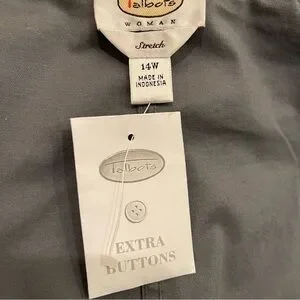 Talbots
WOMAN
Stretch
14W
MADE IN
INDONESIA
Talbots
EXTRA
BUTTONS